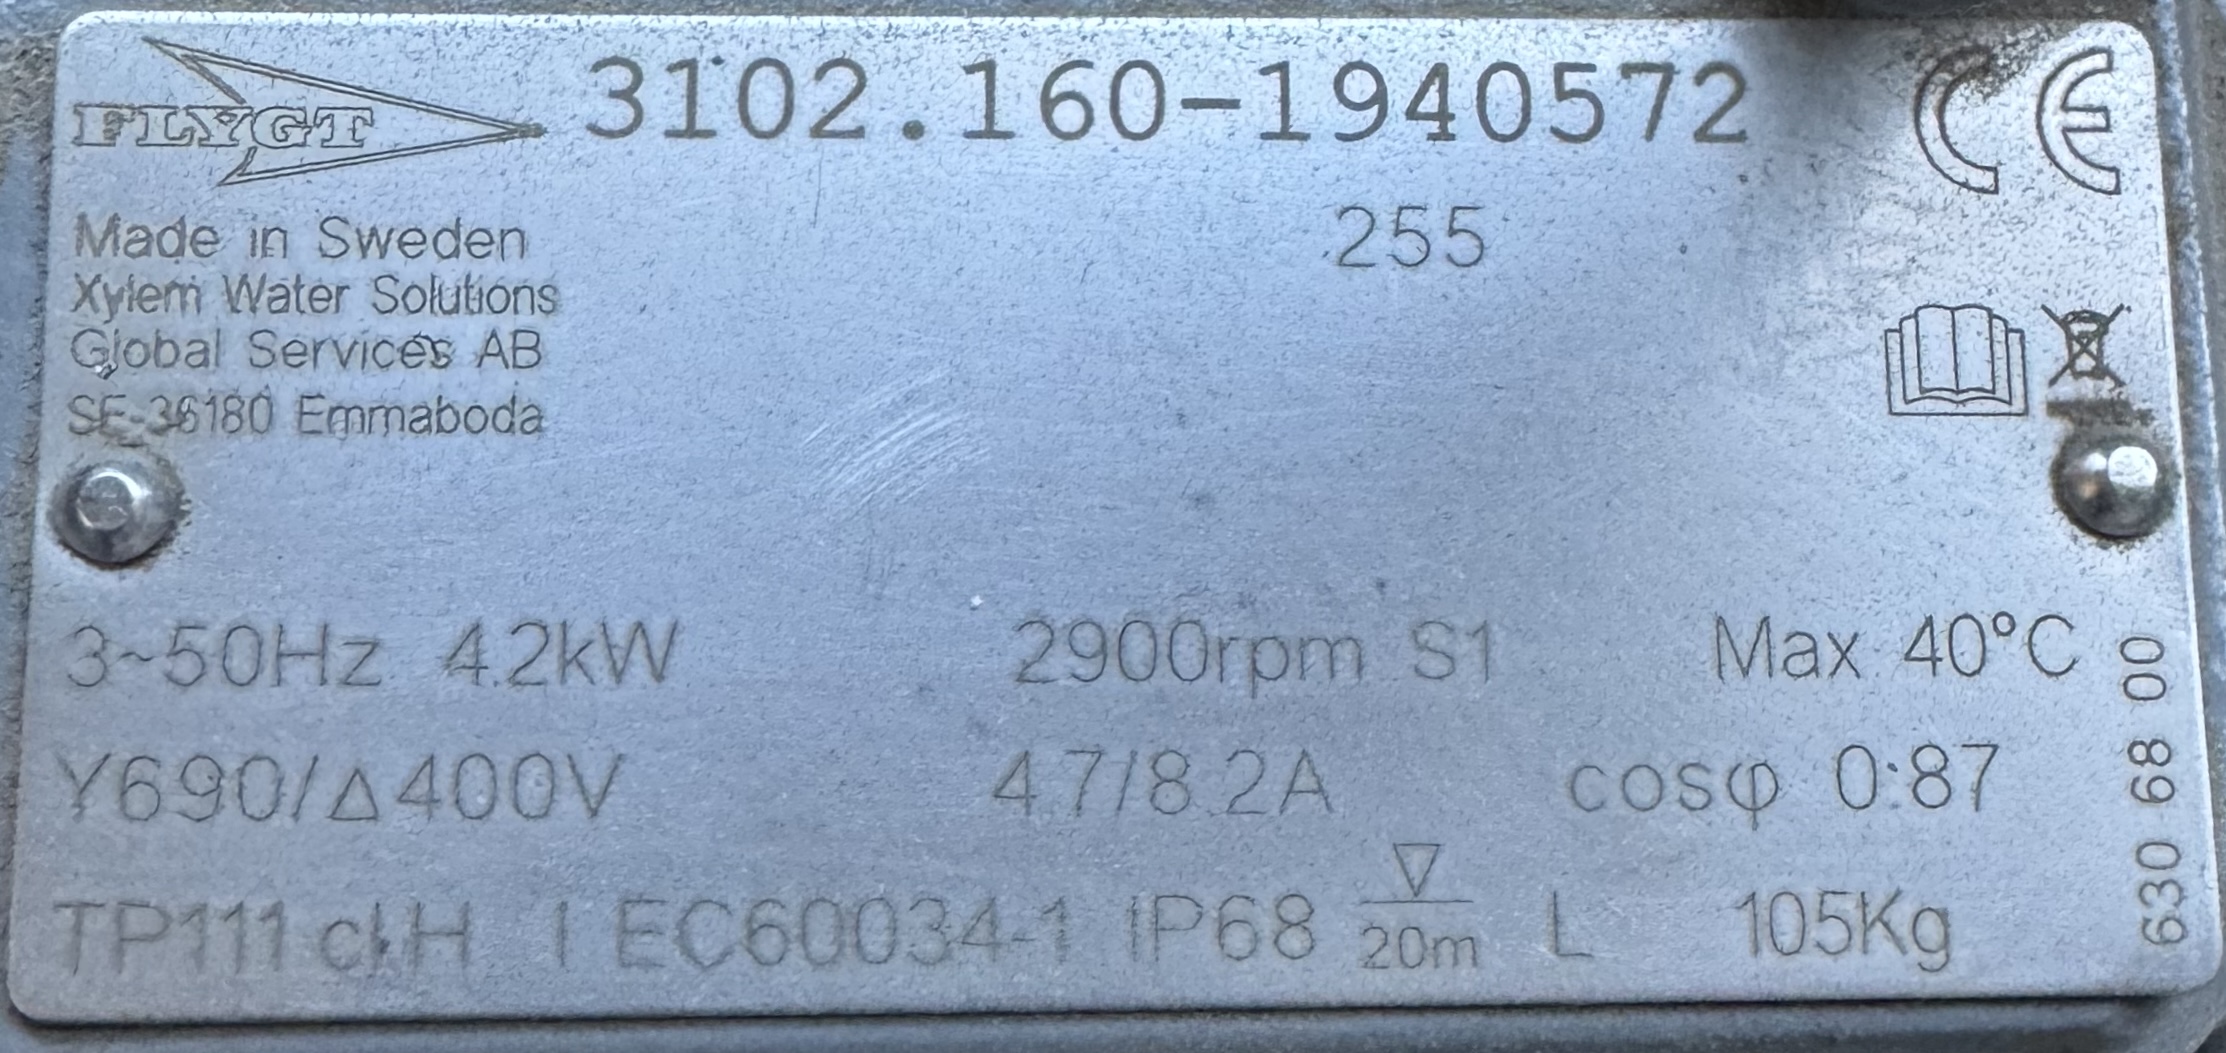 FLYGT 3102.160-1940572 CE
255
Made in Sweden
Xylem Water Solutions
Global Services AB
SE-36180 Emmaboda
3~50Hz 4.2kW 2900rpm S1 Max 40°C
Y690/Δ400V 4.7/8.2A cosφ 0.87
TP111 cl.H IEC60034-1 IP68 ▽ 20m L 105Kg
630 68 00